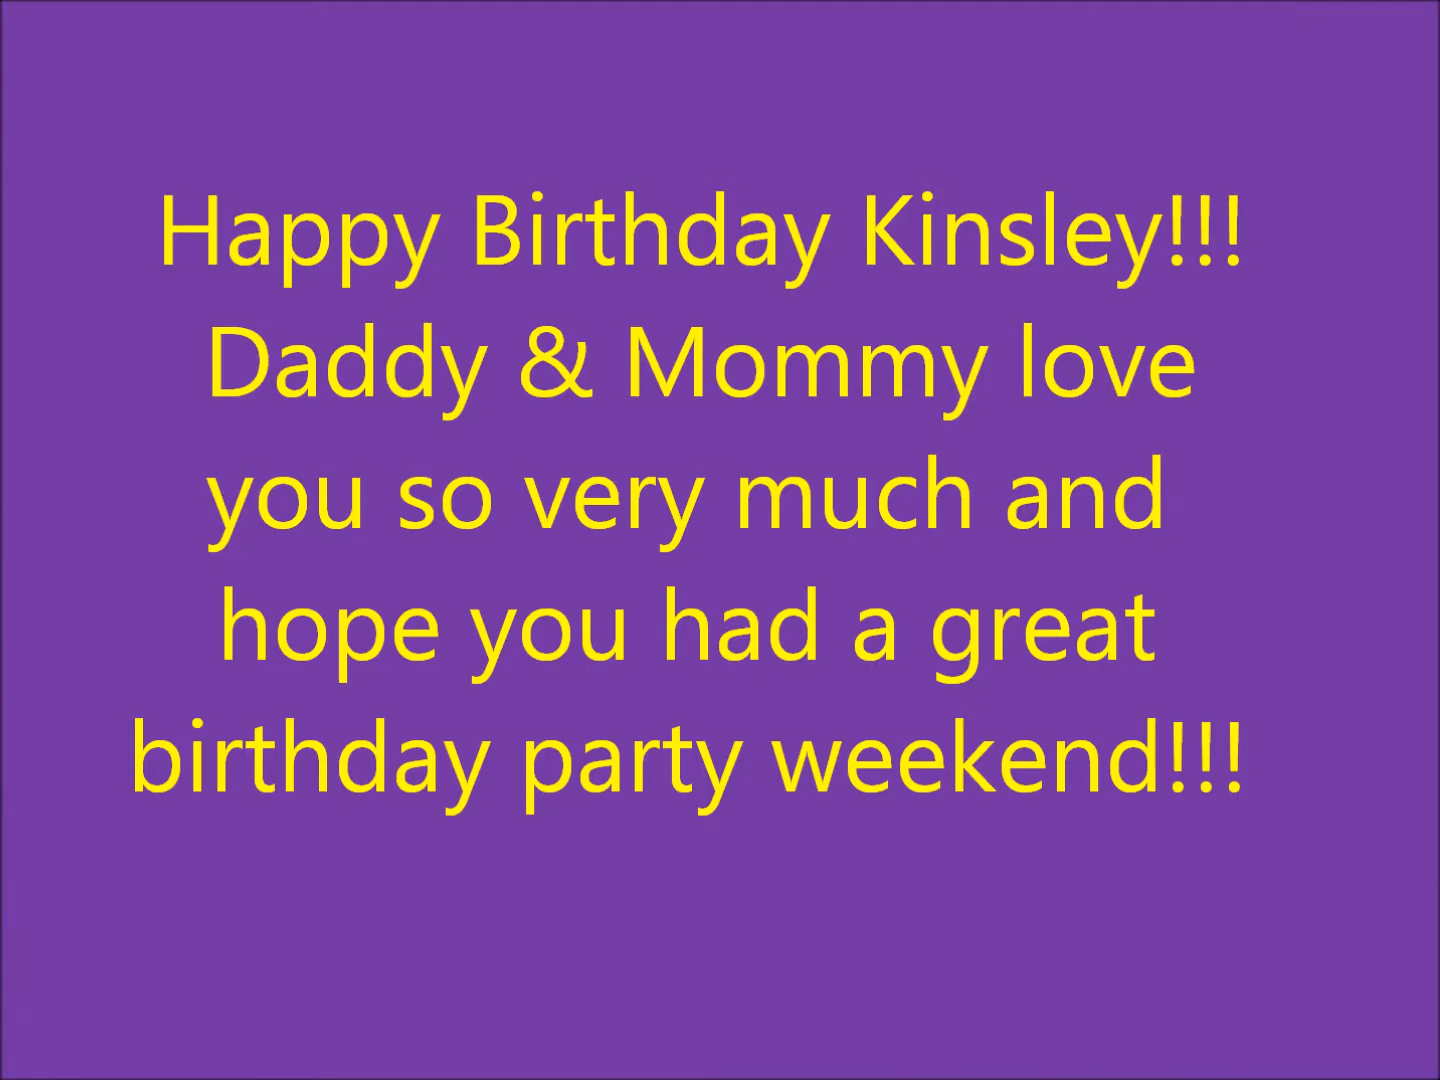 Happy Birthday Kinsley!!!
Daddy & Mommy love
you so very much and
hope you had a great
birthday party weekend!!!